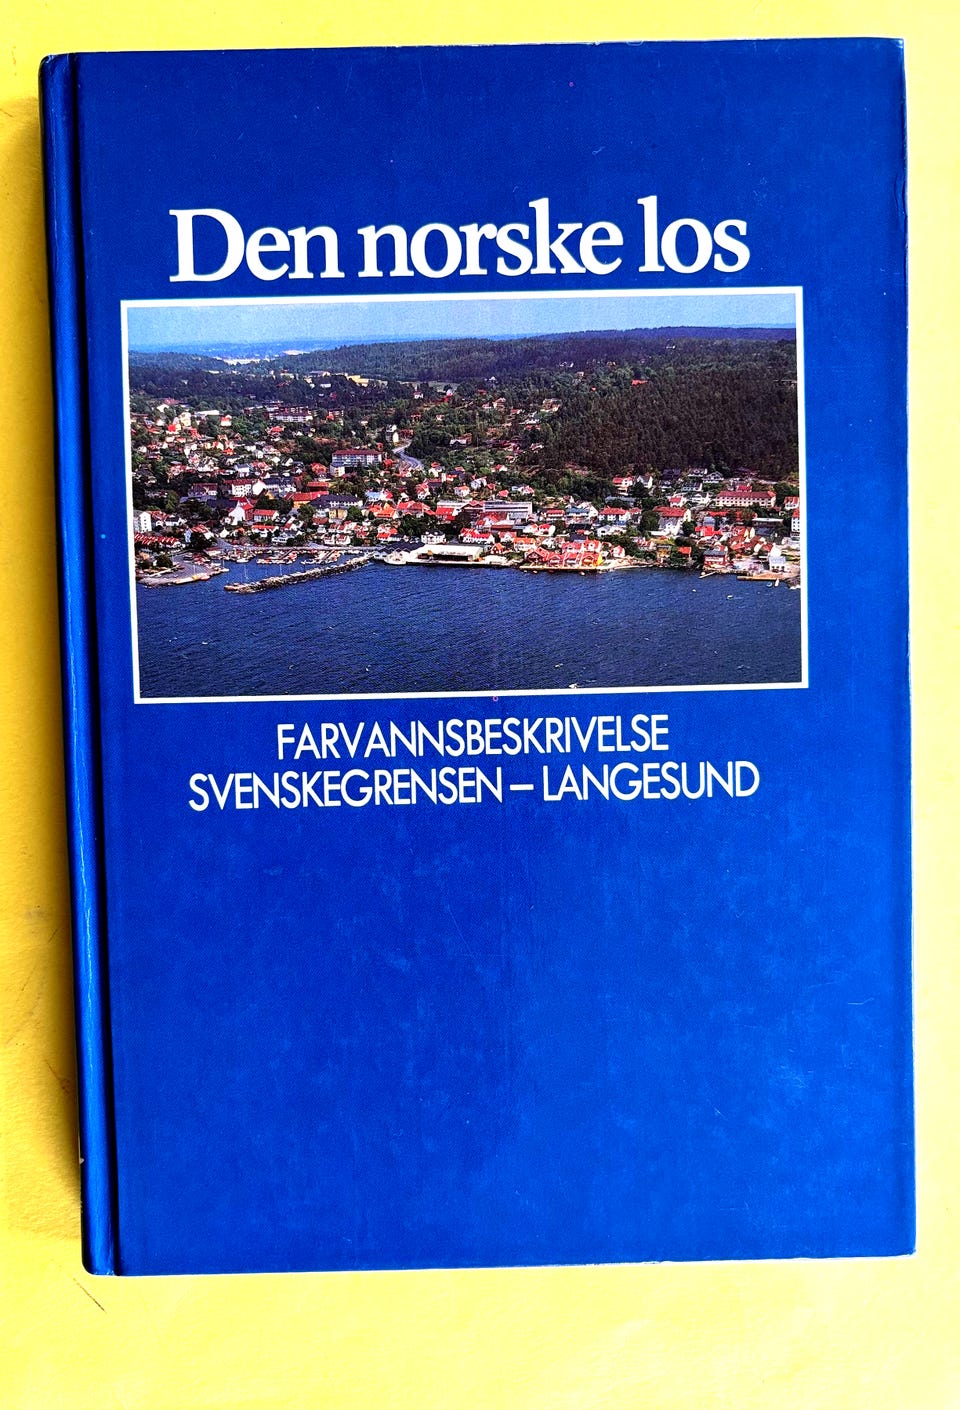 Den norske los
FARVANNSBESKRIVELSE
SVENSKEGRENSEN – LANGESUND